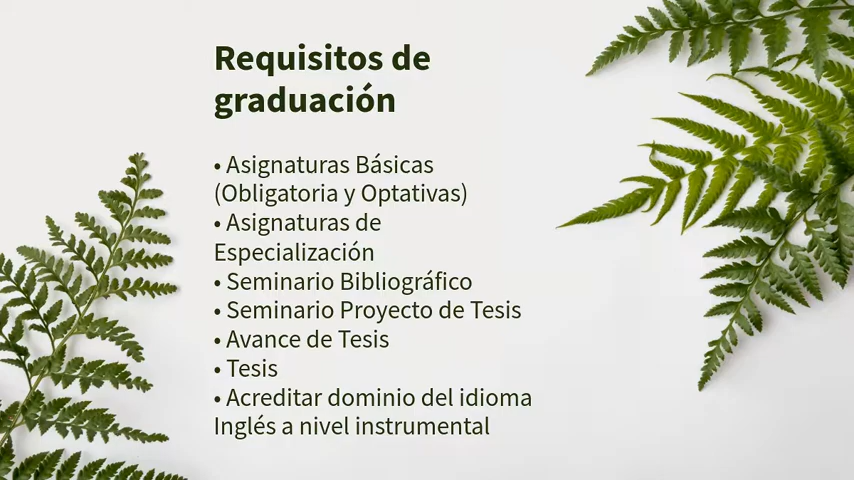 Requisitos de
graduación
• Asignaturas Básicas
(Obligatoria y Optativas)
• Asignaturas de
Especialización
• Seminario Bibliográfico
• Seminario Proyecto de Tesis
• Avance de Tesis
• Tesis
• Acreditar dominio del idioma
Inglés a nivel instrumental